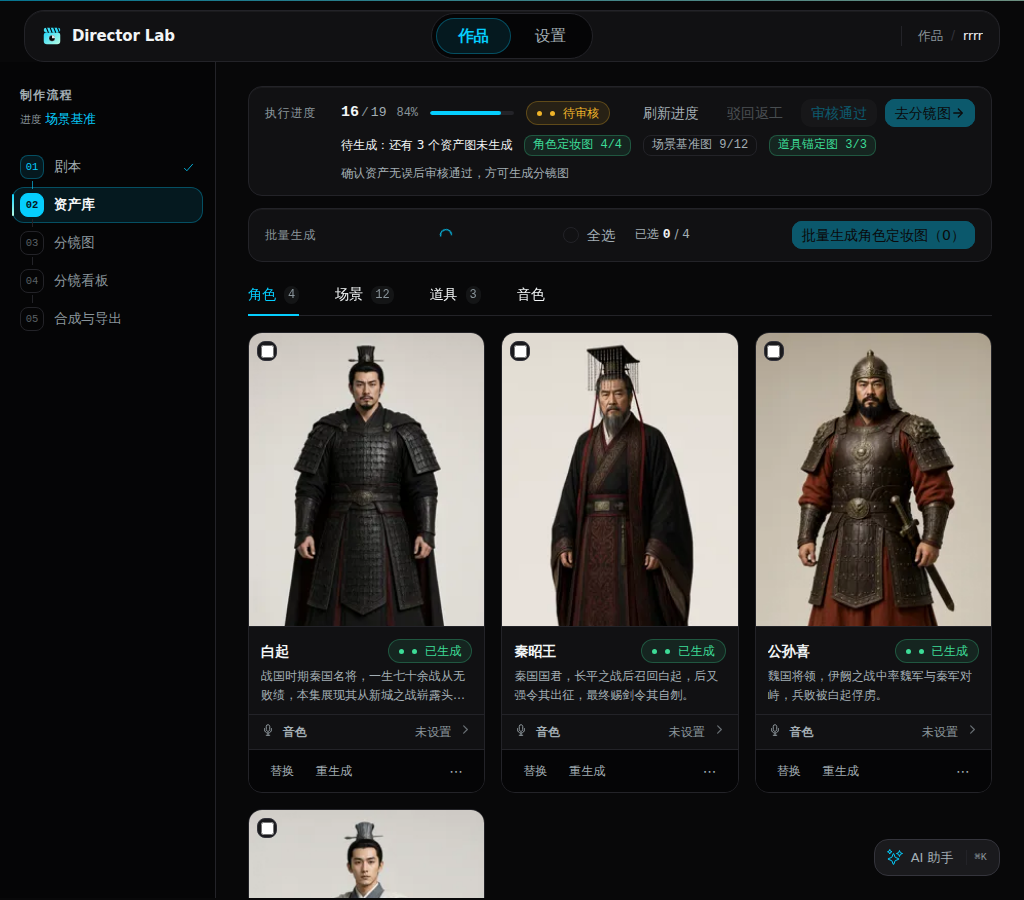 Director Lab
作品
设置
作品 / rrrr
制作流程
进度 场景基准
01 剧本
02 资产库
03 分镜图
04 分镜看板
05 合成与导出
执行进度
16 / 19 84%
待审核
刷新进度
驳回返工
审核通过
去分镜图→
待生成：还有 3 个资产图未生成
角色定妆图 4/4
场景基准图 9/12
道具锚定图 3/3
确认资产无误后审核通过，方可生成分镜图
批量生成
全选
已选 0 / 4
批量生成角色定妆图（0）
角色 4
场景 12
道具 3
音色
白起
已生成
战国时期秦国名将，一生七十余战从无
败绩，本集展现其从新城之战崭露头…
音色
未设置
替换
重生成
···
秦昭王
已生成
秦国国君，长平之战后召回白起，后又
强令其出征，最终赐剑令其自刎。
音色
未设置
替换
重生成
···
公孙喜
已生成
魏国将领，伊阙之战中率魏军与秦军对
峙，兵败被白起俘虏。
音色
未设置
替换
重生成
···
AI 助手
⌘K